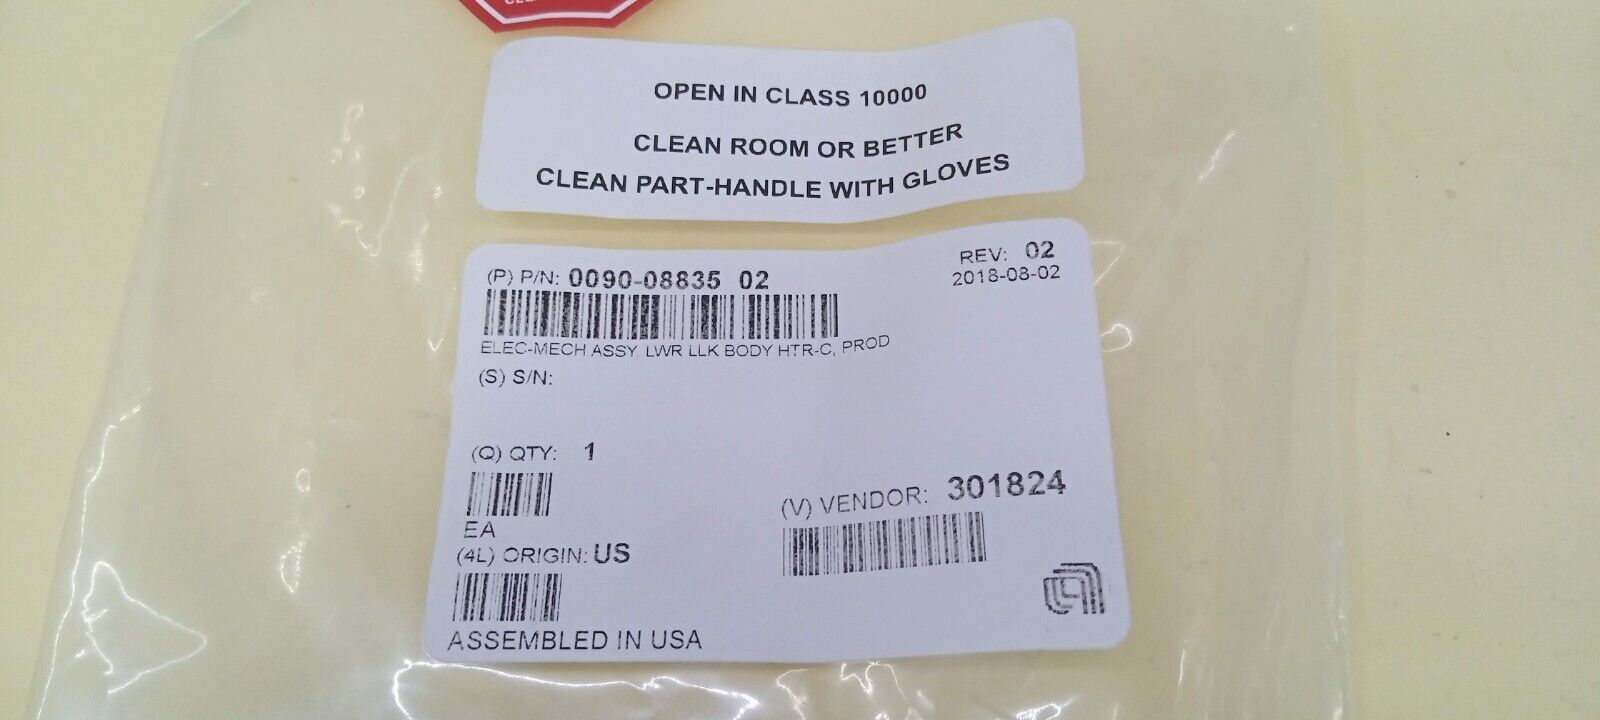 OPEN IN CLASS 10000
CLEAN ROOM OR BETTER
CLEAN PART-HANDLE WITH GLOVES
(P) P/N: 0090-08835 02
REV: 02
2018-08-02
ELEC-MECH ASSY, LWR LLK BODY HTR-C, PROD
(S) S/N:
(Q) QTY: 1
EA
(V) VENDOR: 301824
(4L) ORIGIN: US
ASSEMBLED IN USA